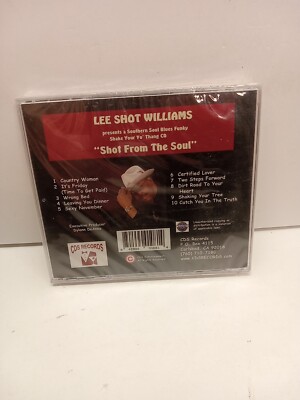 LEE SHOT WILLIAMS
presents a Southern Soul Blues Funky
Shake Your Ya' Thang CD
"Shot From The Soul"
1 Country Woman
2 It's Friday
(Time To Get Paid)
3 Wrong Bed
4 Leaving You Dinner
5 Sexy November
6 Certified Lover
7 Two Steps Forward
8 Dirt Road To Your
Heart
9 Shaking Your Tree
10 Catch You In The Truth
Executive Producer
CDS RECORDS
CDS Records